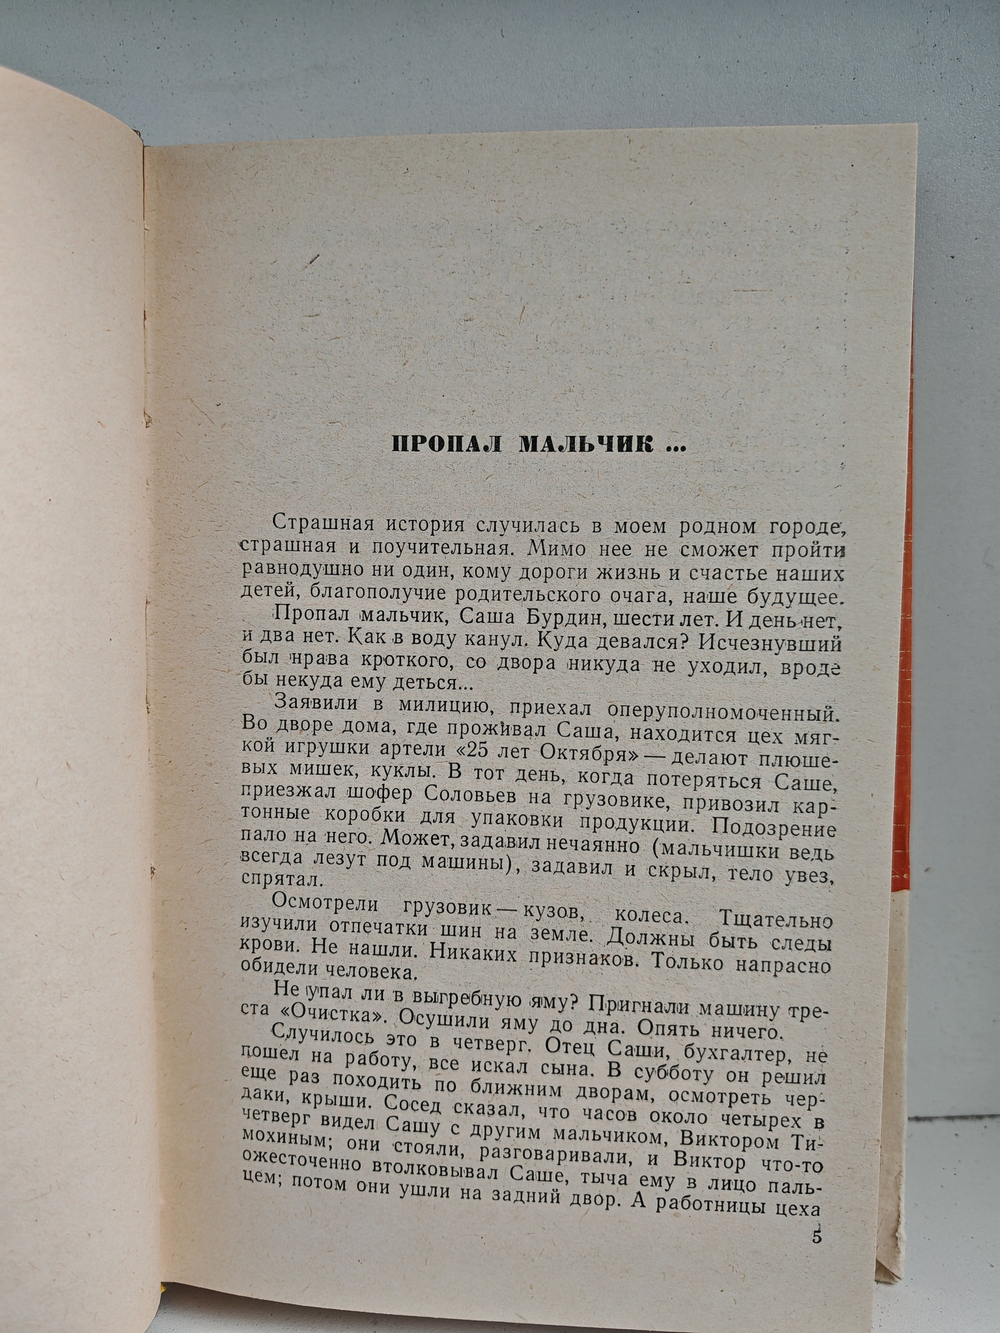 ПРОПАЛ МАЛЬЧИК ...
Страшная история случилась в моем родном городе,
страшная и поучительная. Мимо нее не сможет пройти
равнодушно ни один, кому дороги жизнь и счастье наших
детей, благополучие родительского очага, наше будущее.
Пропал мальчик, Саша Бурдин, шести лет. И день нет,
и два нет. Как в воду канул. Куда девался? Исчезнувший
был нрава кроткого, со двора никуда не уходил, вроде
бы некуда ему деться...
Заявили в милицию, приехал оперуполномоченный.
Во дворе дома, где проживал Саша, находится цех мяг-
кой игрушки артели «25 лет Октября» — делают плюше-
вых мишек, куклы. В тот день, когда потеряться Саше,
приезжал шофер Соловьев на грузовике, привозил кар-
тонные коробки для упаковки продукции. Подозрение
пало на него. Может, задавил нечаянно (мальчишки ведь
всегда лезут под машины), задавил и скрыл, тело увез,
спрятал.
Осмотрели грузовик — кузов, колеса. Тщательно
изучили отпечатки шин на земле. Должны быть следы
крови. Не нашли. Никаких признаков. Только напрасно
обидели человека.
Не упал ли в выгребную яму? Пригнали машину тре-
ста «Очистка». Осушили яму до дна. Опять ничего.
Случилось это в четверг. Отец Саши, бухгалтер, не
пошел на работу, все искал сына. В субботу он решил
еще раз походить по ближним дворам, осмотреть чер-
даки, крыши. Сосед сказал, что часов около четырех в
четверг видел Сашу с другим мальчиком, Виктором Ти-
мохиным; они стояли, разговаривали, и Виктор что-то
ожесточенно втолковывал Саше, тыча ему в лицо паль-
цем; потом они ушли на задний двор. А работницы цеха
5